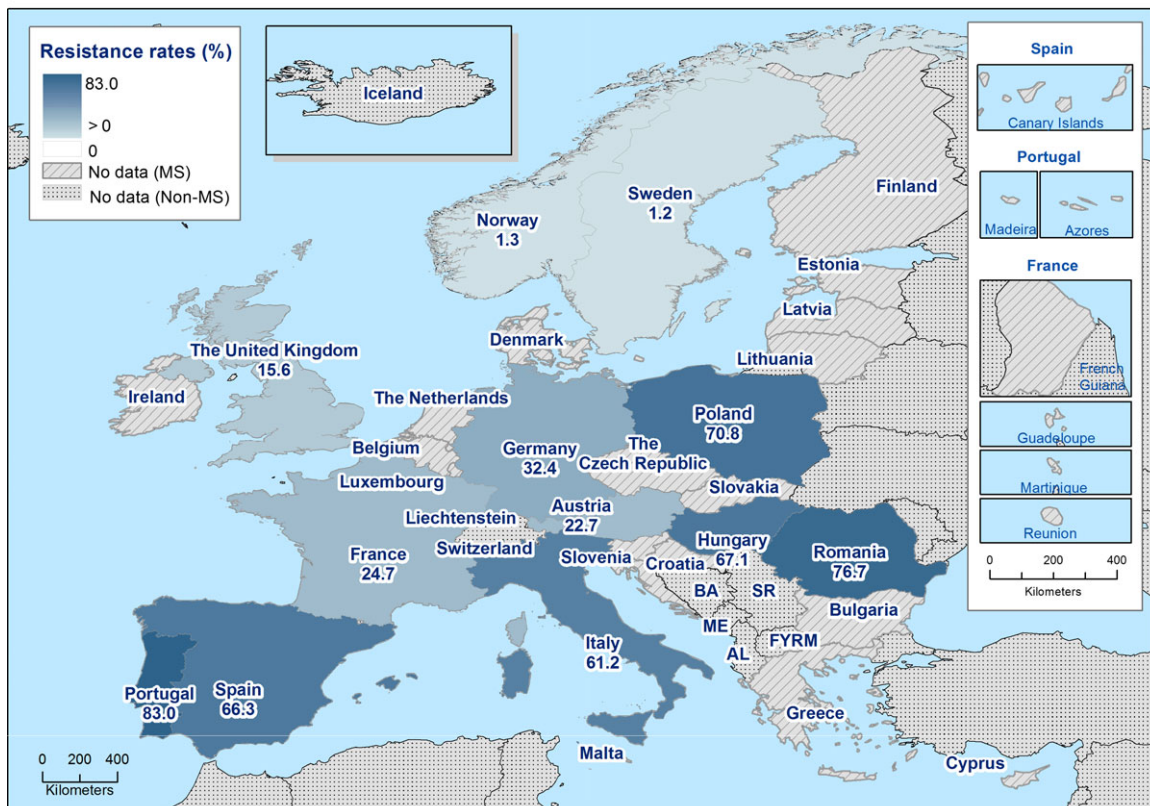 Resistance rates (%)
83.0
> 0
0
No data (MS)
No data (Non-MS)
Iceland
Norway
1.3
Sweden
1.2
Finland
Estonia
Latvia
Lithuania
Denmark
The United Kingdom
15.6
Ireland
The Netherlands
Belgium
Luxembourg
Germany
32.4
Poland
70.8
The
Czech Republic
Slovakia
Austria
22.7
Liechtenstein
Switzerland
France
24.7
Slovenia
Croatia
Hungary
67.1
Romania
76.7
BA
SR
Bulgaria
ME
FYRM
AL
Italy
61.2
Portugal
83.0
Spain
66.3
Greece
Malta
Cyprus
0 200 400
Kilometers
Spain
Canary Islands
Portugal
Madeira
Azores
France
French
Guiana
Guadeloupe
Martinique
Reunion
0 200 400
Kilometers